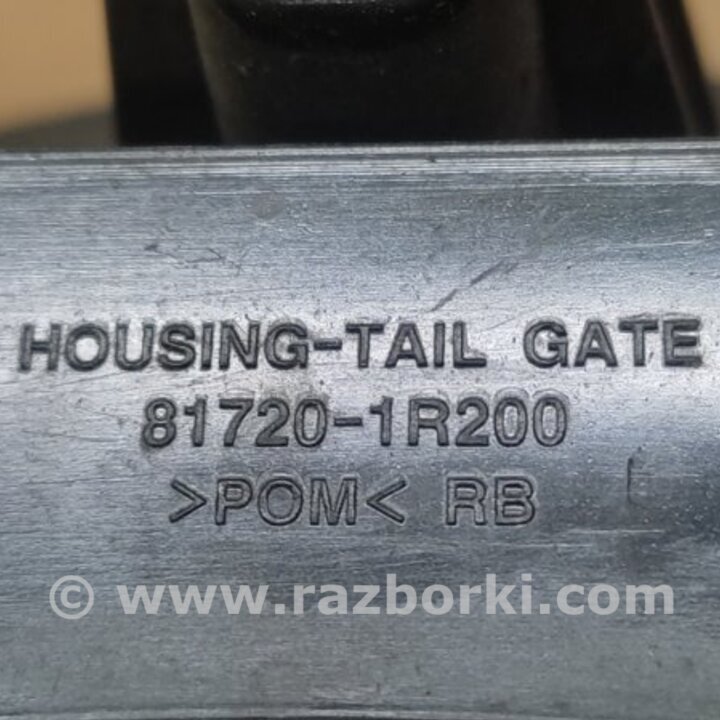 HOUSING-TAIL GATE
81720-1R200
>POM< RB
© www.razborki.com